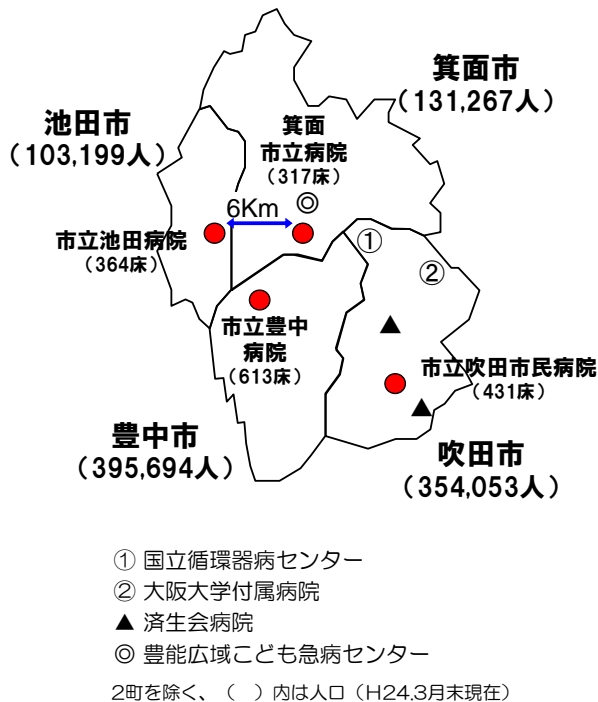 箕面市
（131,267人）
池田市
（103,199人）
箕面
市立病院
（317床）
◎
6Km
市立池田病院
（364床）
①
②
市立豊中
病院
（613床）
▲
市立吹田市民病院
（431床）
▲
豊中市
（395,694人）
吹田市
（354,053人）
① 国立循環器病センター
② 大阪大学付属病院
▲ 済生会病院
◎ 豊能広域こども急病センター
2町を除く、（　）内は人口（H24.3月末現在）